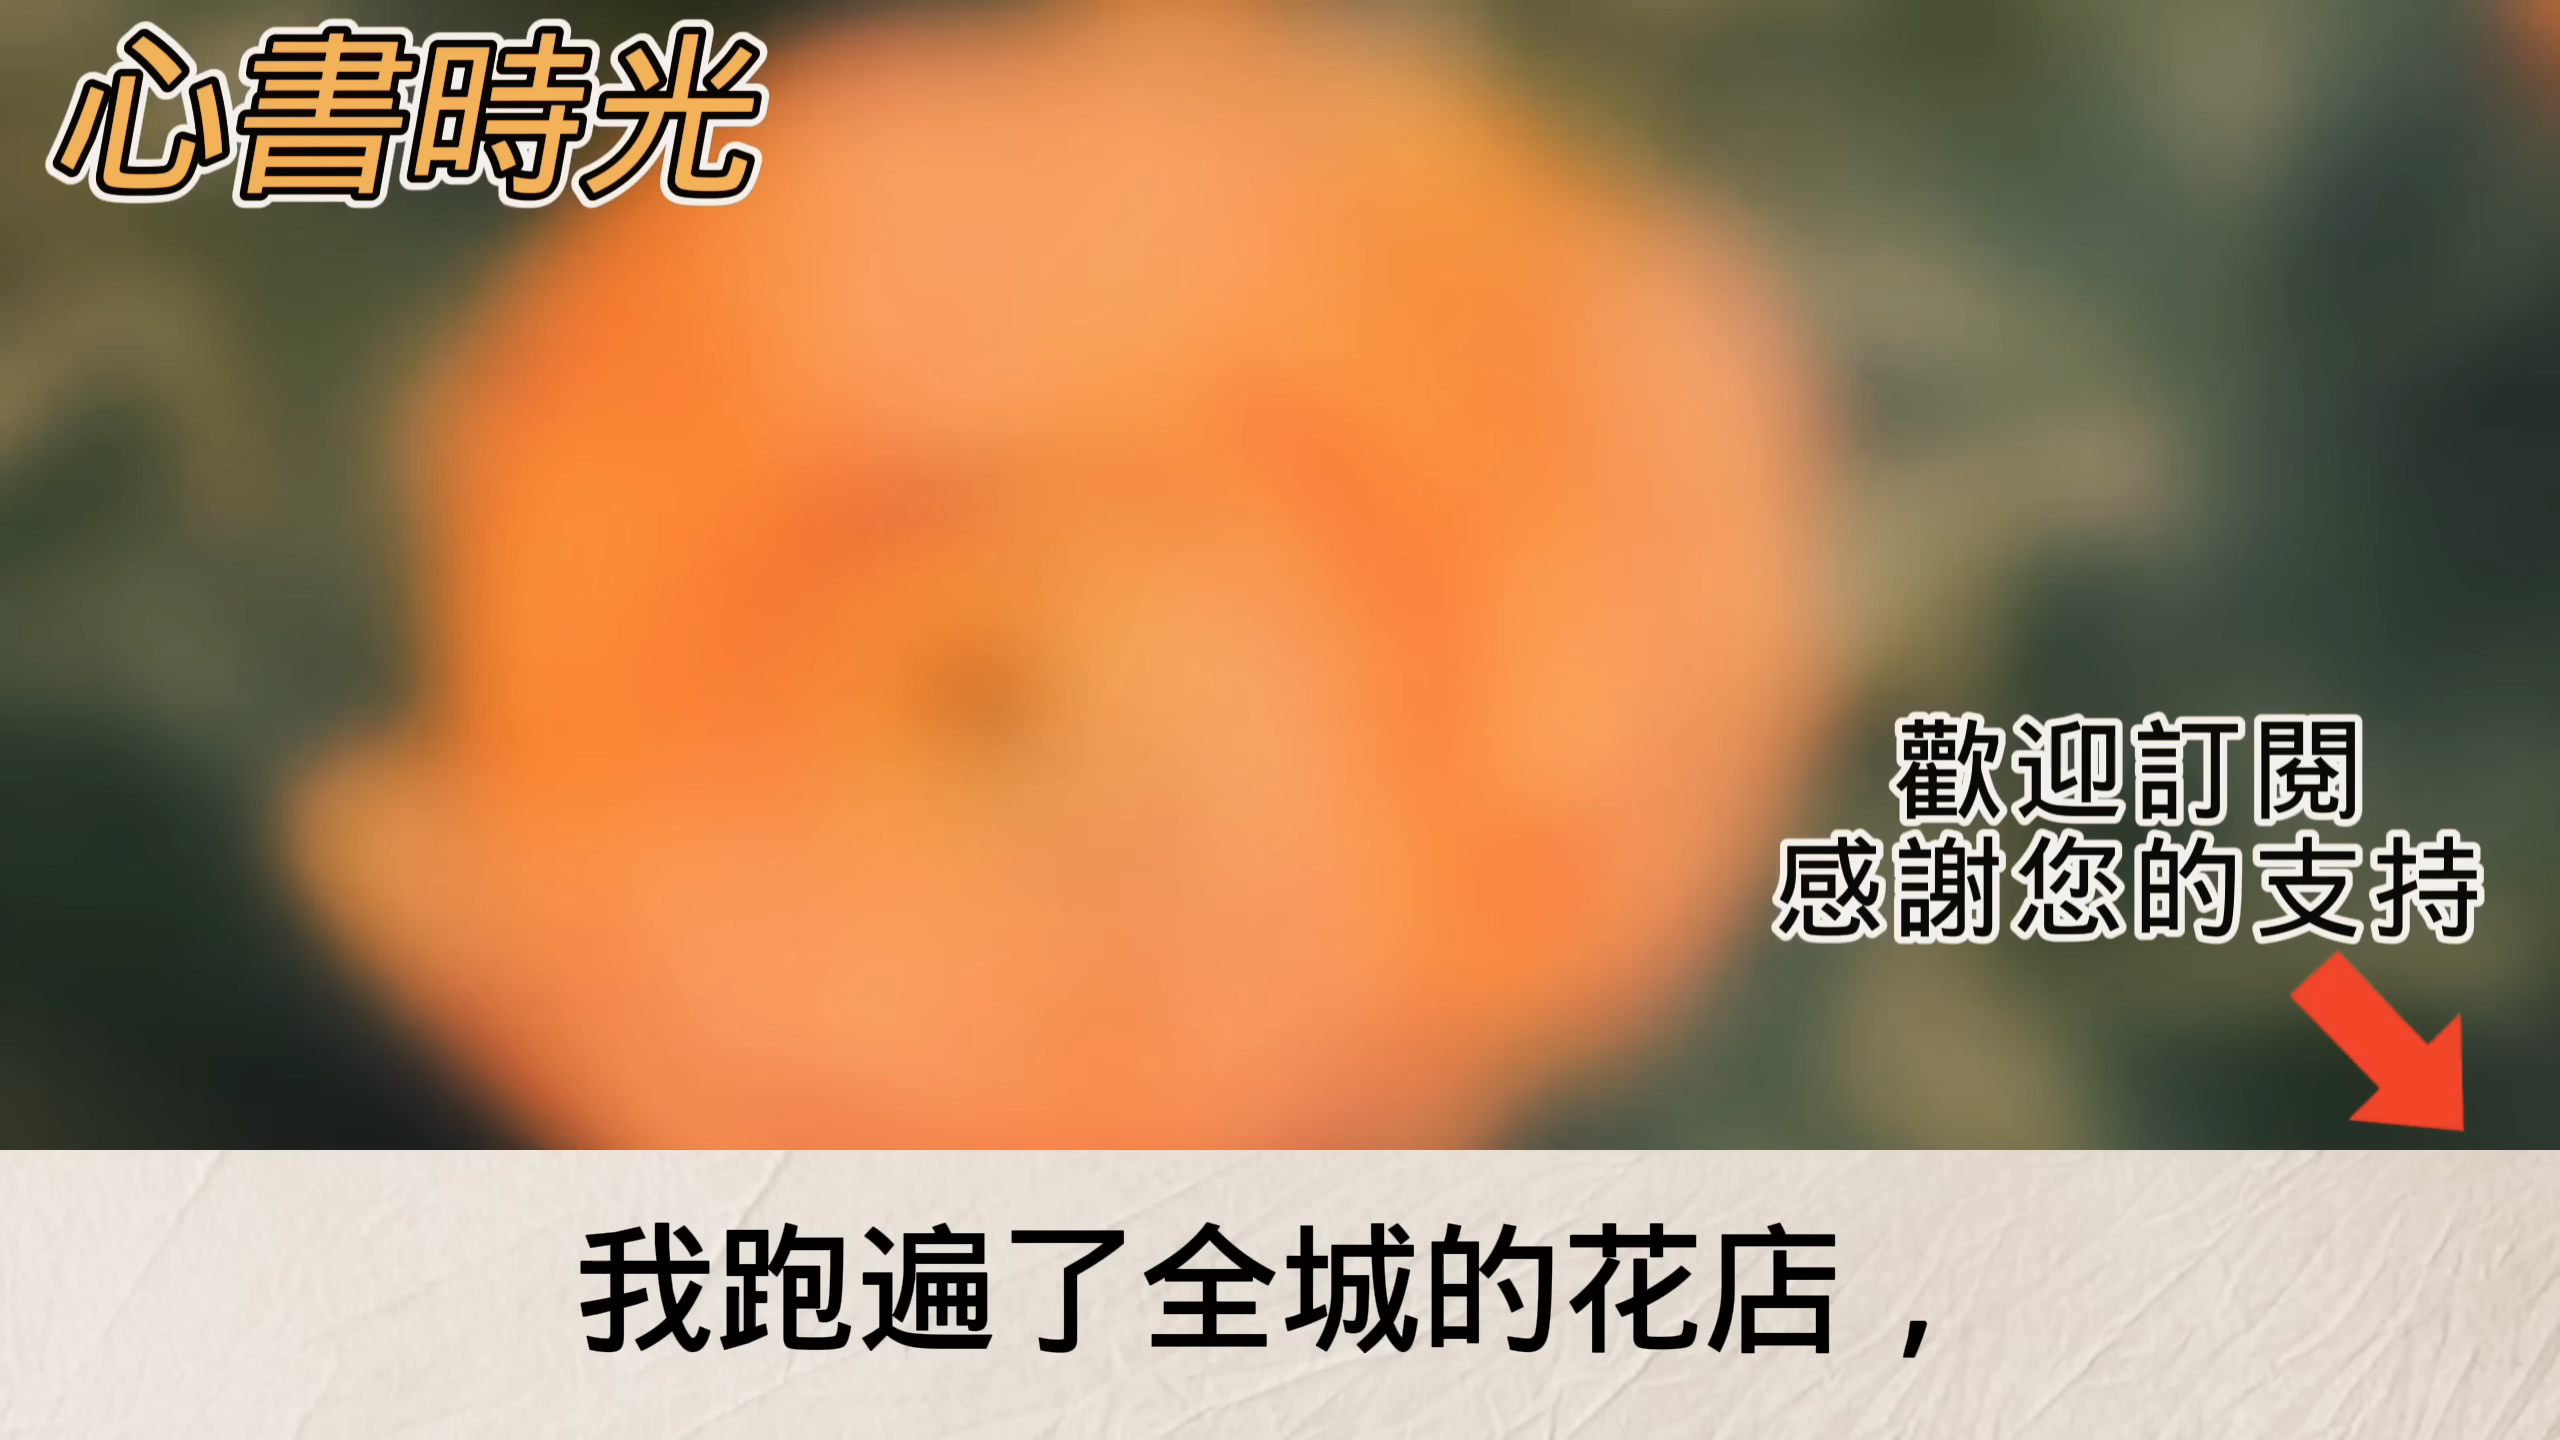 心書時光
歡迎訂閱
感謝您的支持
我跑遍了全城的花店，